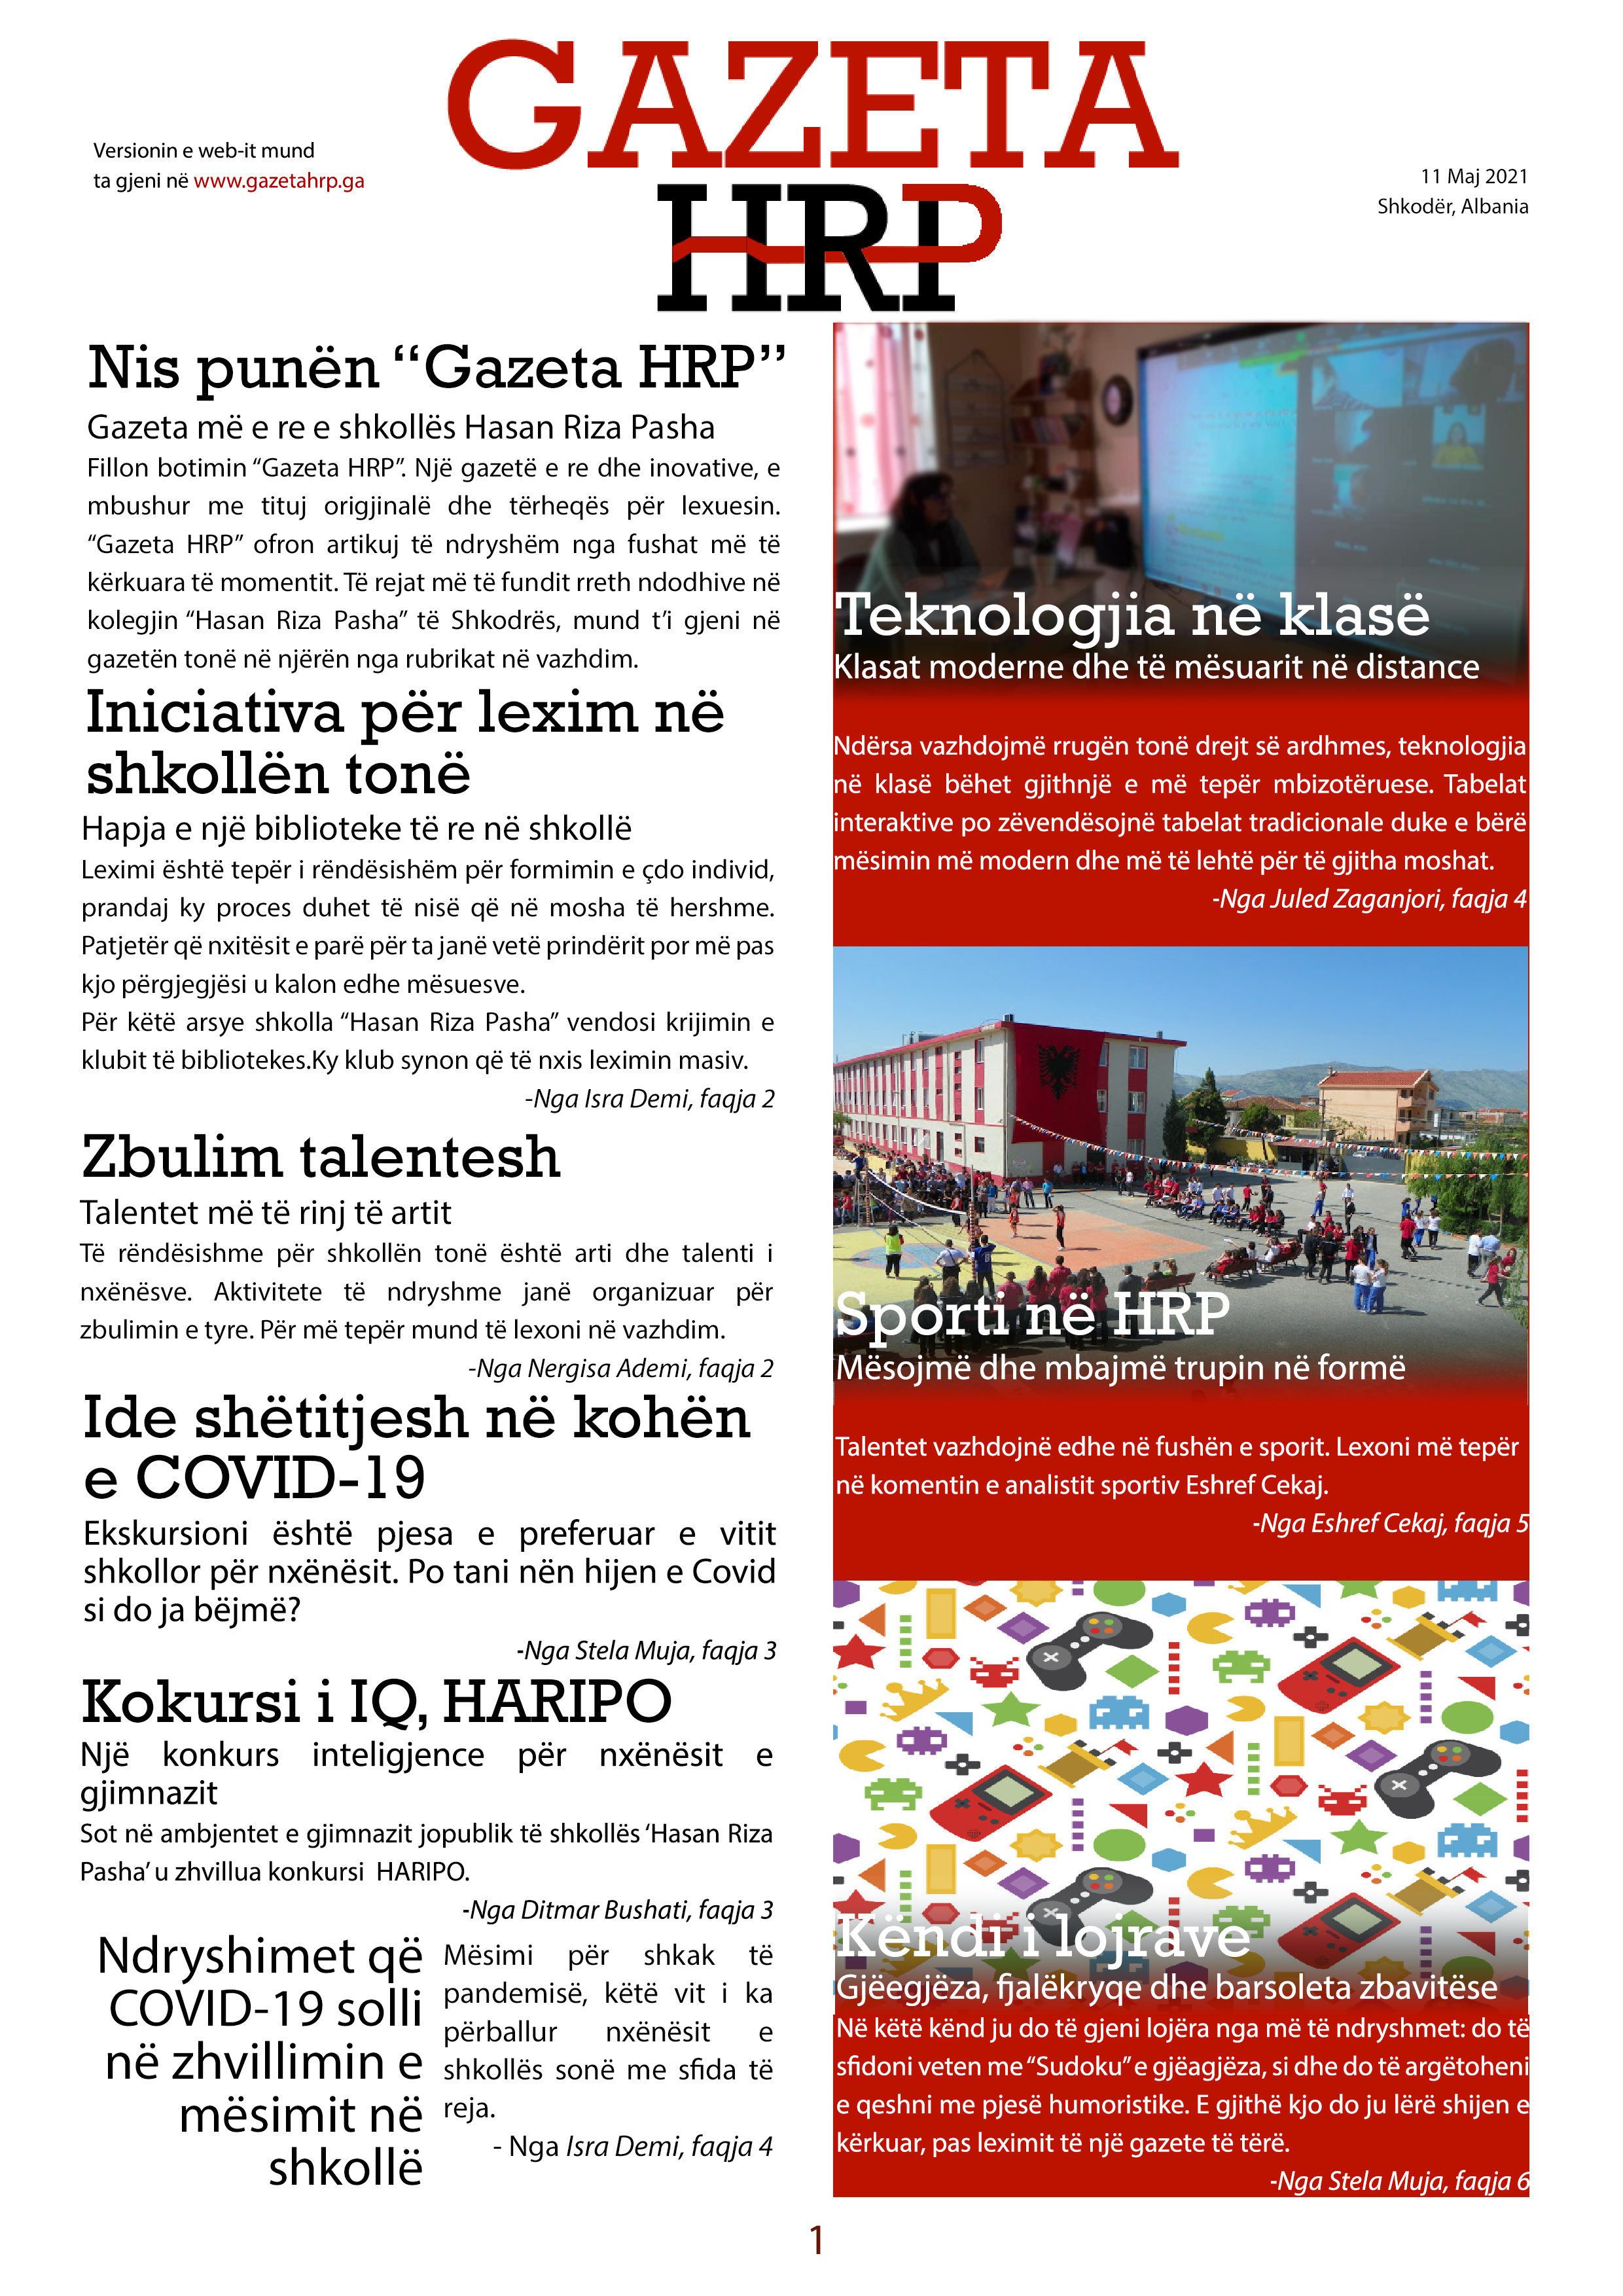 GAZETA
HRP
Versionin e web-it mund
ta gjeni në www.gazetahrp.ga
11 Maj 2021
Shkodër, Albania
Nis punën “Gazeta HRP”
Gazeta më e re e shkollës Hasan Riza Pasha
Fillon botimin “Gazeta HRP”. Një gazetë e re dhe inovative, e
mbushur me tituj origjinalë dhe tërheqës për lexuesin.
“Gazeta HRP” ofron artikuj të ndryshëm nga fushat më të
kërkuara të momentit. Të rejat më të fundit rreth ndodhive në
kolegjin “Hasan Riza Pasha” të Shkodrës, mund t’i gjeni në
gazetën tonë në njërën nga rubrikat në vazhdim.
Iniciativa për lexim në
shkollën tonë
Hapja e një biblioteke të re në shkollë
Leximi është tepër i rëndësishëm për formimin e çdo individ,
prandaj ky proces duhet të nisë që në mosha të hershme.
Patjetër që nxitësit e parë për ta janë vetë prindërit por më pas
kjo përgjegjësi u kalon edhe mësuesve.
Për këtë arsye shkolla “Hasan Riza Pasha” vendosi krijimin e
klubit të bibliotekes.Ky klub synon që të nxis leximin masiv.
-Nga Isra Demi, faqja 2
Zbulim talentesh
Talentet më të rinj të artit
Të rëndësishme për shkollën tonë është arti dhe talenti i
nxënësve. Aktivitete të ndryshme janë organizuar për
zbulimin e tyre. Për më tepër mund të lexoni në vazhdim.
-Nga Nergisa Ademi, faqja 2
Ide shëtitjesh në kohën
e COVID-19
Ekskursioni është pjesa e preferuar e vitit
shkollor për nxënësit. Po tani nën hijen e Covid
si do ja bëjmë?
-Nga Stela Muja, faqja 3
Kokursi i IQ, HARIPO
Një konkurs inteligjence për nxënësit e
gjimnazit
Sot në ambjentet e gjimnazit jopublik të shkollës ‘Hasan Riza
Pasha’ u zhvillua konkursi HARIPO.
-Nga Ditmar Bushati, faqja 3
Ndryshimet që
COVID-19 solli
në zhvillimin e
mësimit në
shkollë
Mësimi për shkak të
pandemisë, këtë vit i ka
përballur nxënësit e
shkollës sonë me sfida të
reja.
- Nga Isra Demi, faqja 4
Teknologjia në klasë
Klasat moderne dhe të mësuarit në distance
Ndërsa vazhdojmë rrugën tonë drejt së ardhmes, teknologjia
në klasë bëhet gjithnjë e më tepër mbizotëruese. Tabelat
interaktive po zëvendësojnë tabelat tradicionale duke e bërë
mësimin më modern dhe më të lehtë për të gjitha moshat.
-Nga Juled Zaganjori, faqja 4
Sporti në HRP
Mësojmë dhe mbajmë trupin në formë
Talentet vazhdojnë edhe në fushën e sporit. Lexoni më tepër
në komentin e analistit sportiv Eshref Cekaj.
-Nga Eshref Cekaj, faqja 5
Këndi i lojrave
Gjëegjëza, fjalëkryqe dhe barsoleta zbavitëse
Në këtë kënd ju do të gjeni lojëra nga më të ndryshmet: do të
sfidoni veten me “Sudoku” e gjëagjëza, si dhe do të argëtoheni
e qeshni me pjesë humoristike. E gjithë kjo do ju lërë shijen e
kërkuar, pas leximit të një gazete të tërë.
-Nga Stela Muja, faqja 6
1